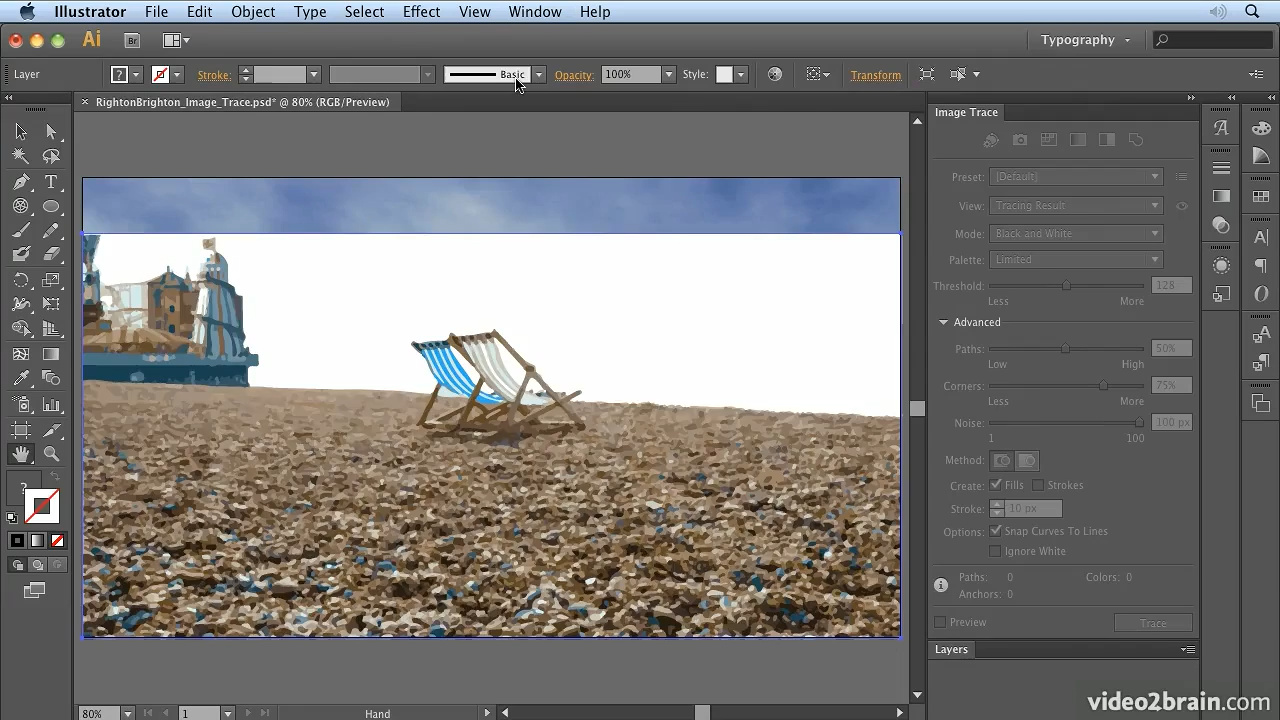 Illustrator File Edit Object Type Select Effect View Window Help
Ai Br Typography
Layer ? Stroke: Basic Opacity: 100% Style: Transform
× RightonBrighton_Image_Trace.psd* @ 80% (RGB/Preview)
Image Trace
Preset: [Default]
View: Tracing Result
Mode: Black and White
Palette: Limited
Threshold: 128
Less More
Advanced
Paths: 50%
Low High
Corners: 75%
Less More
Noise: 100 px
1 100
Method:
Create: Fills Strokes
Stroke: 10 px
Options: Snap Curves To Lines
Ignore White
Paths: 0 Colors: 0
Anchors: 0
Preview Trace
Layers
80% 1 Hand
video2brain.com